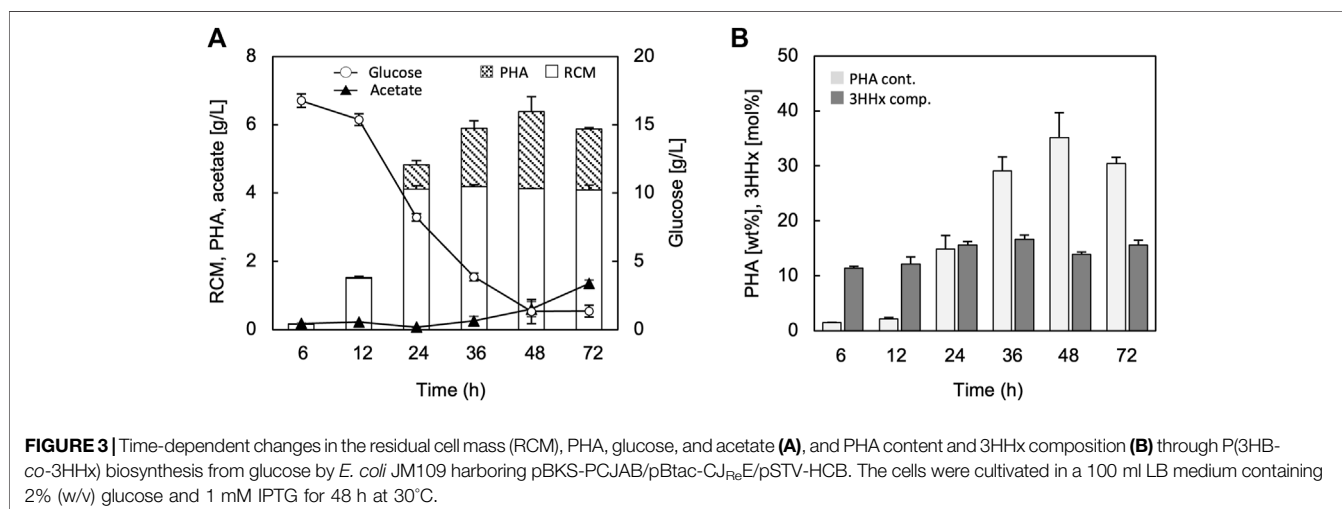 A
8
6
4
2
0
RCM, PHA, acetate [g/L]
Glucose
Acetate
PHA
RCM
20
15
10
5
0
Glucose [g/L]
6 12 24 36 48 72
Time (h)
B
50
40
30
20
10
0
PHA [wt%], 3HHx [mol%]
PHA cont.
3HHx comp.
6 12 24 36 48 72
Time (h)
FIGURE 3 | Time-dependent changes in the residual cell mass (RCM), PHA, glucose, and acetate (A), and PHA content and 3HHx composition (B) through P(3HB-
co-3HHx) biosynthesis from glucose by E. coli JM109 harboring pBKS-PCJAB/pBtac-CJReE/pSTV-HCB. The cells were cultivated in a 100 ml LB medium containing
2% (w/v) glucose and 1 mM IPTG for 48 h at 30°C.